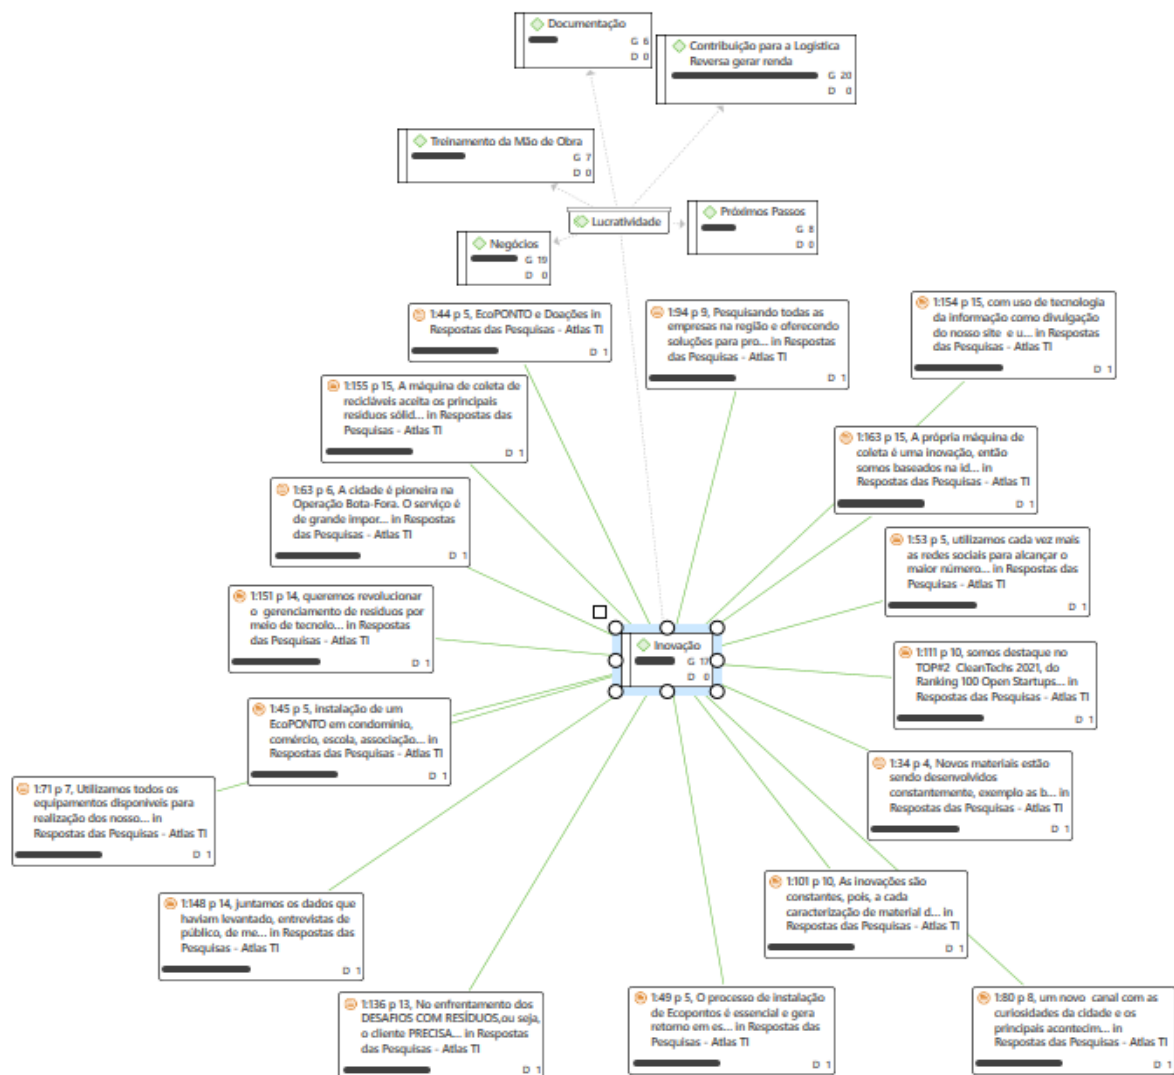 Documentação
G 6
D 0
Contribuição para a Logística
Reversa gerar renda
G 20
D 0
Treinamento da Mão de Obra
G 7
D 0
Lucratividade
Próximos Passos
G 8
D 0
Negócios
G 19
D 0
1:44 p 5, EcoPONTO e Doações in
Respostas das Pesquisas - Atlas TI
D 1
1:94 p 9, Pesquisando todas as
empresas na região e oferecendo
soluções para pro... in Respostas
das Pesquisas - Atlas TI
D 1
1:154 p 15, com uso de tecnologia
da informação como divulgação
do nosso site e u... in Respostas
das Pesquisas - Atlas TI
D 1
1:155 p 15, A máquina de coleta de
recicláveis aceita os principais
resíduos sólid... in Respostas das
Pesquisas - Atlas TI
D 1
1:163 p 15, A própria máquina de
coleta é uma inovação, então
somos baseados na id... in
Respostas das Pesquisas - Atlas TI
D 1
1:63 p 6, A cidade é pioneira na
Operação Bota-Fora. O serviço é
de grande impor... in Respostas
das Pesquisas - Atlas TI
D 1
1:53 p 5, utilizamos cada vez mais
as redes sociais para alcançar o
maior número... in Respostas das
Pesquisas - Atlas TI
D 1
1:151 p 14, queremos revolucionar
o gerenciamento de resíduos por
meio de tecnolo... in Respostas
das Pesquisas - Atlas TI
D 1
Inovação
G 17
D 0
1:111 p 10, somos destaque no
TOP#2 CleanTechs 2021, do
Ranking 100 Open Startups... in
Respostas das Pesquisas - Atlas TI
D 1
1:45 p 5, instalação de um
EcoPONTO em condomínio,
comércio, escola, associação... in
Respostas das Pesquisas - Atlas TI
D 1
1:34 p 4, Novos materiais estão
sendo desenvolvidos
constantemente, exemplo as b... in
Respostas das Pesquisas - Atlas TI
D 1
1:71 p 7, Utilizamos todos os
equipamentos disponíveis para
realização dos nosso... in
Respostas das Pesquisas - Atlas TI
D 1
1:101 p 10, As inovações são
constantes, pois, a cada
caracterização de material d... in
Respostas das Pesquisas - Atlas TI
D 1
1:148 p 14, juntamos os dados que
haviam levantado, entrevistas de
público, de me... in Respostas das
Pesquisas - Atlas TI
D 1
1:136 p 13, No enfrentamento dos
DESAFIOS COM RESÍDUOS,ou seja,
o cliente PRECISA... in Respostas
das Pesquisas - Atlas TI
D 1
1:49 p 5, O processo de instalação
de Ecopontos é essencial e gera
retorno em es... in Respostas das
Pesquisas - Atlas TI
D 1
1:80 p 8, um novo canal com as
curiosidades da cidade e os
principais acontecim... in
Respostas das Pesquisas - Atlas TI
D 1